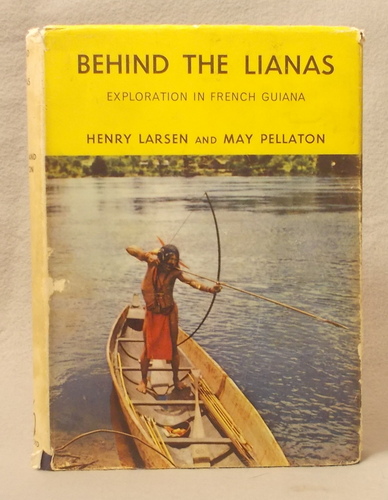 BEHIND THE LIANAS
EXPLORATION IN FRENCH GUIANA
HENRY LARSEN AND MAY PELLATON